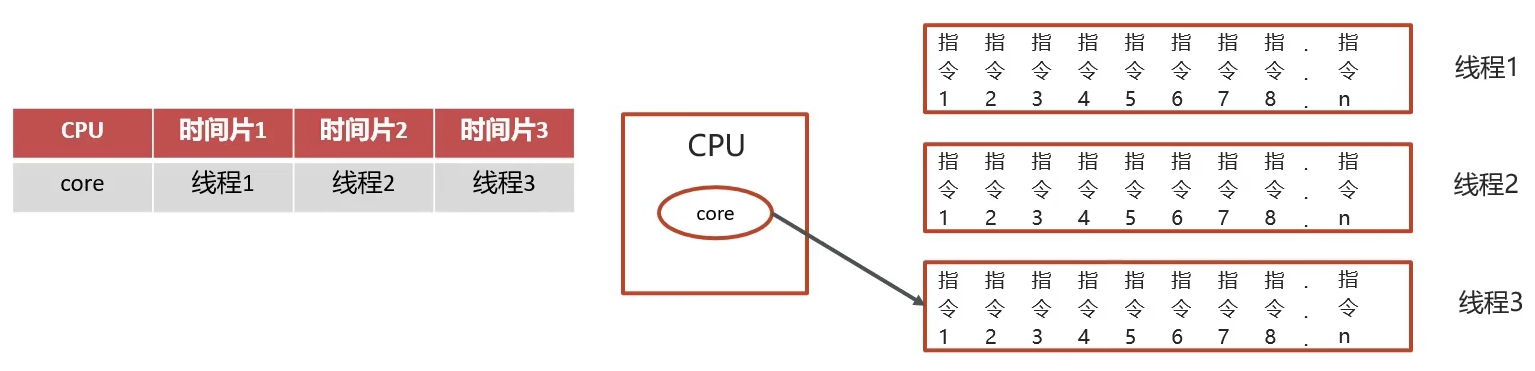 CPU 时间片1 时间片2 时间片3
core 线程1 线程2 线程3
CPU
core
指 指 指 指 指 指 指 指 . 指
令 令 令 令 令 令 令 令 . 令
1 2 3 4 5 6 7 8 . n
线程1
指 指 指 指 指 指 指 指 . 指
令 令 令 令 令 令 令 令 . 令
1 2 3 4 5 6 7 8 . n
线程2
指 指 指 指 指 指 指 指 . 指
令 令 令 令 令 令 令 令 . 令
1 2 3 4 5 6 7 8 . n
线程3